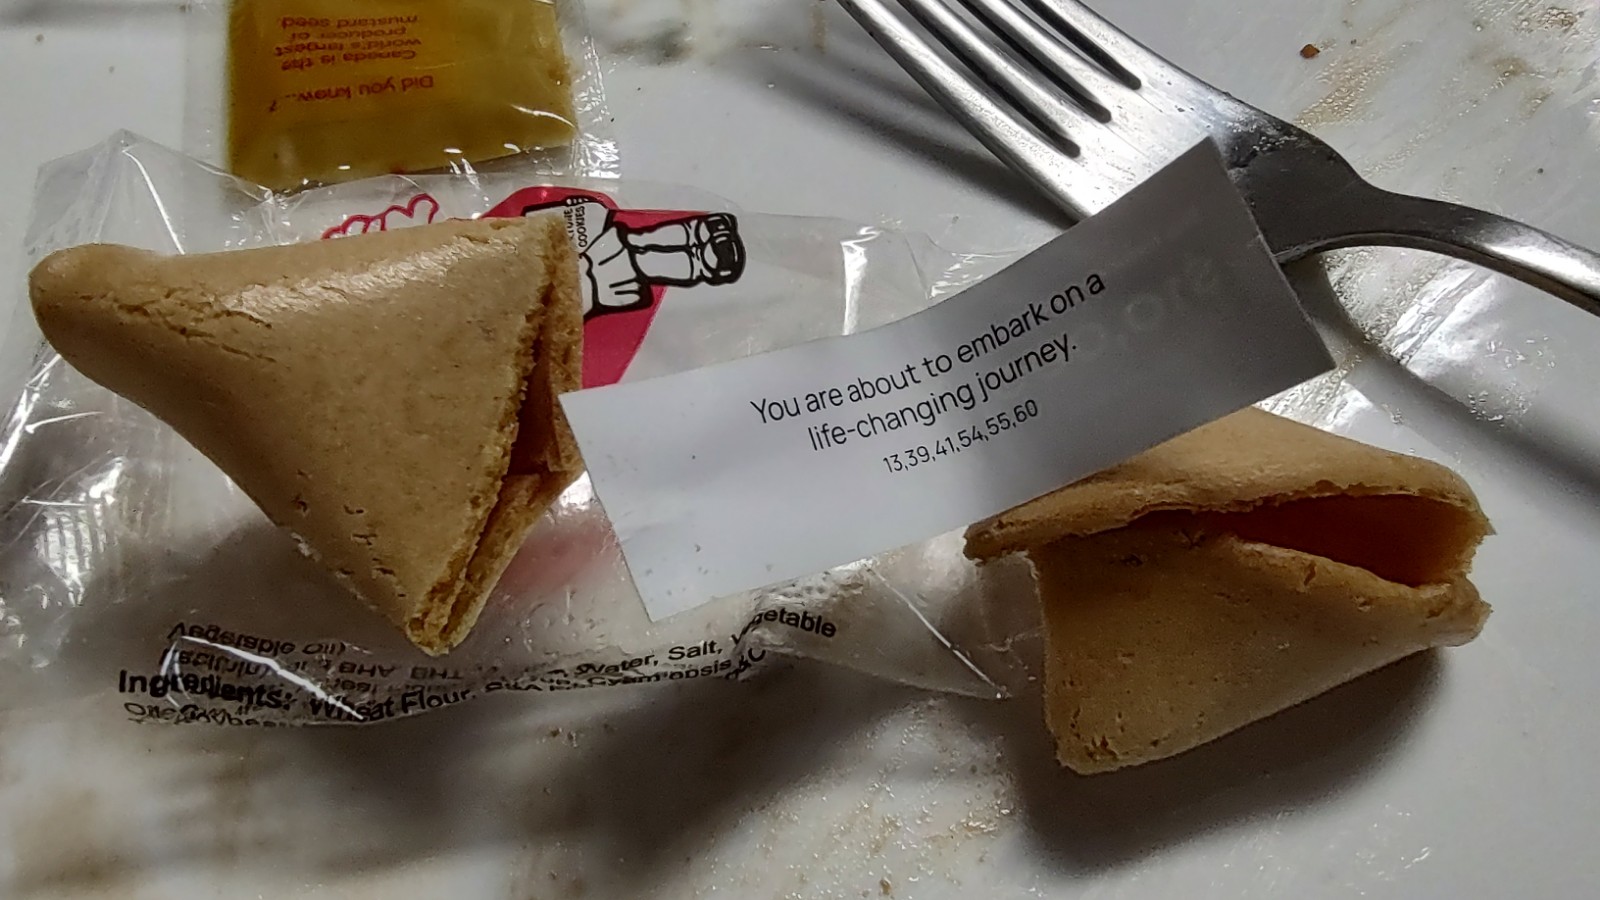 Did you know...?
Canada is the
world's largest
producer of
mustard seed.
COOKIES
You are about to embark on a
life-changing journey.
13,39,41,54,55,60
Vegetable oil)
Ingredients: Wheat Flour, Water, Salt, Vegetable